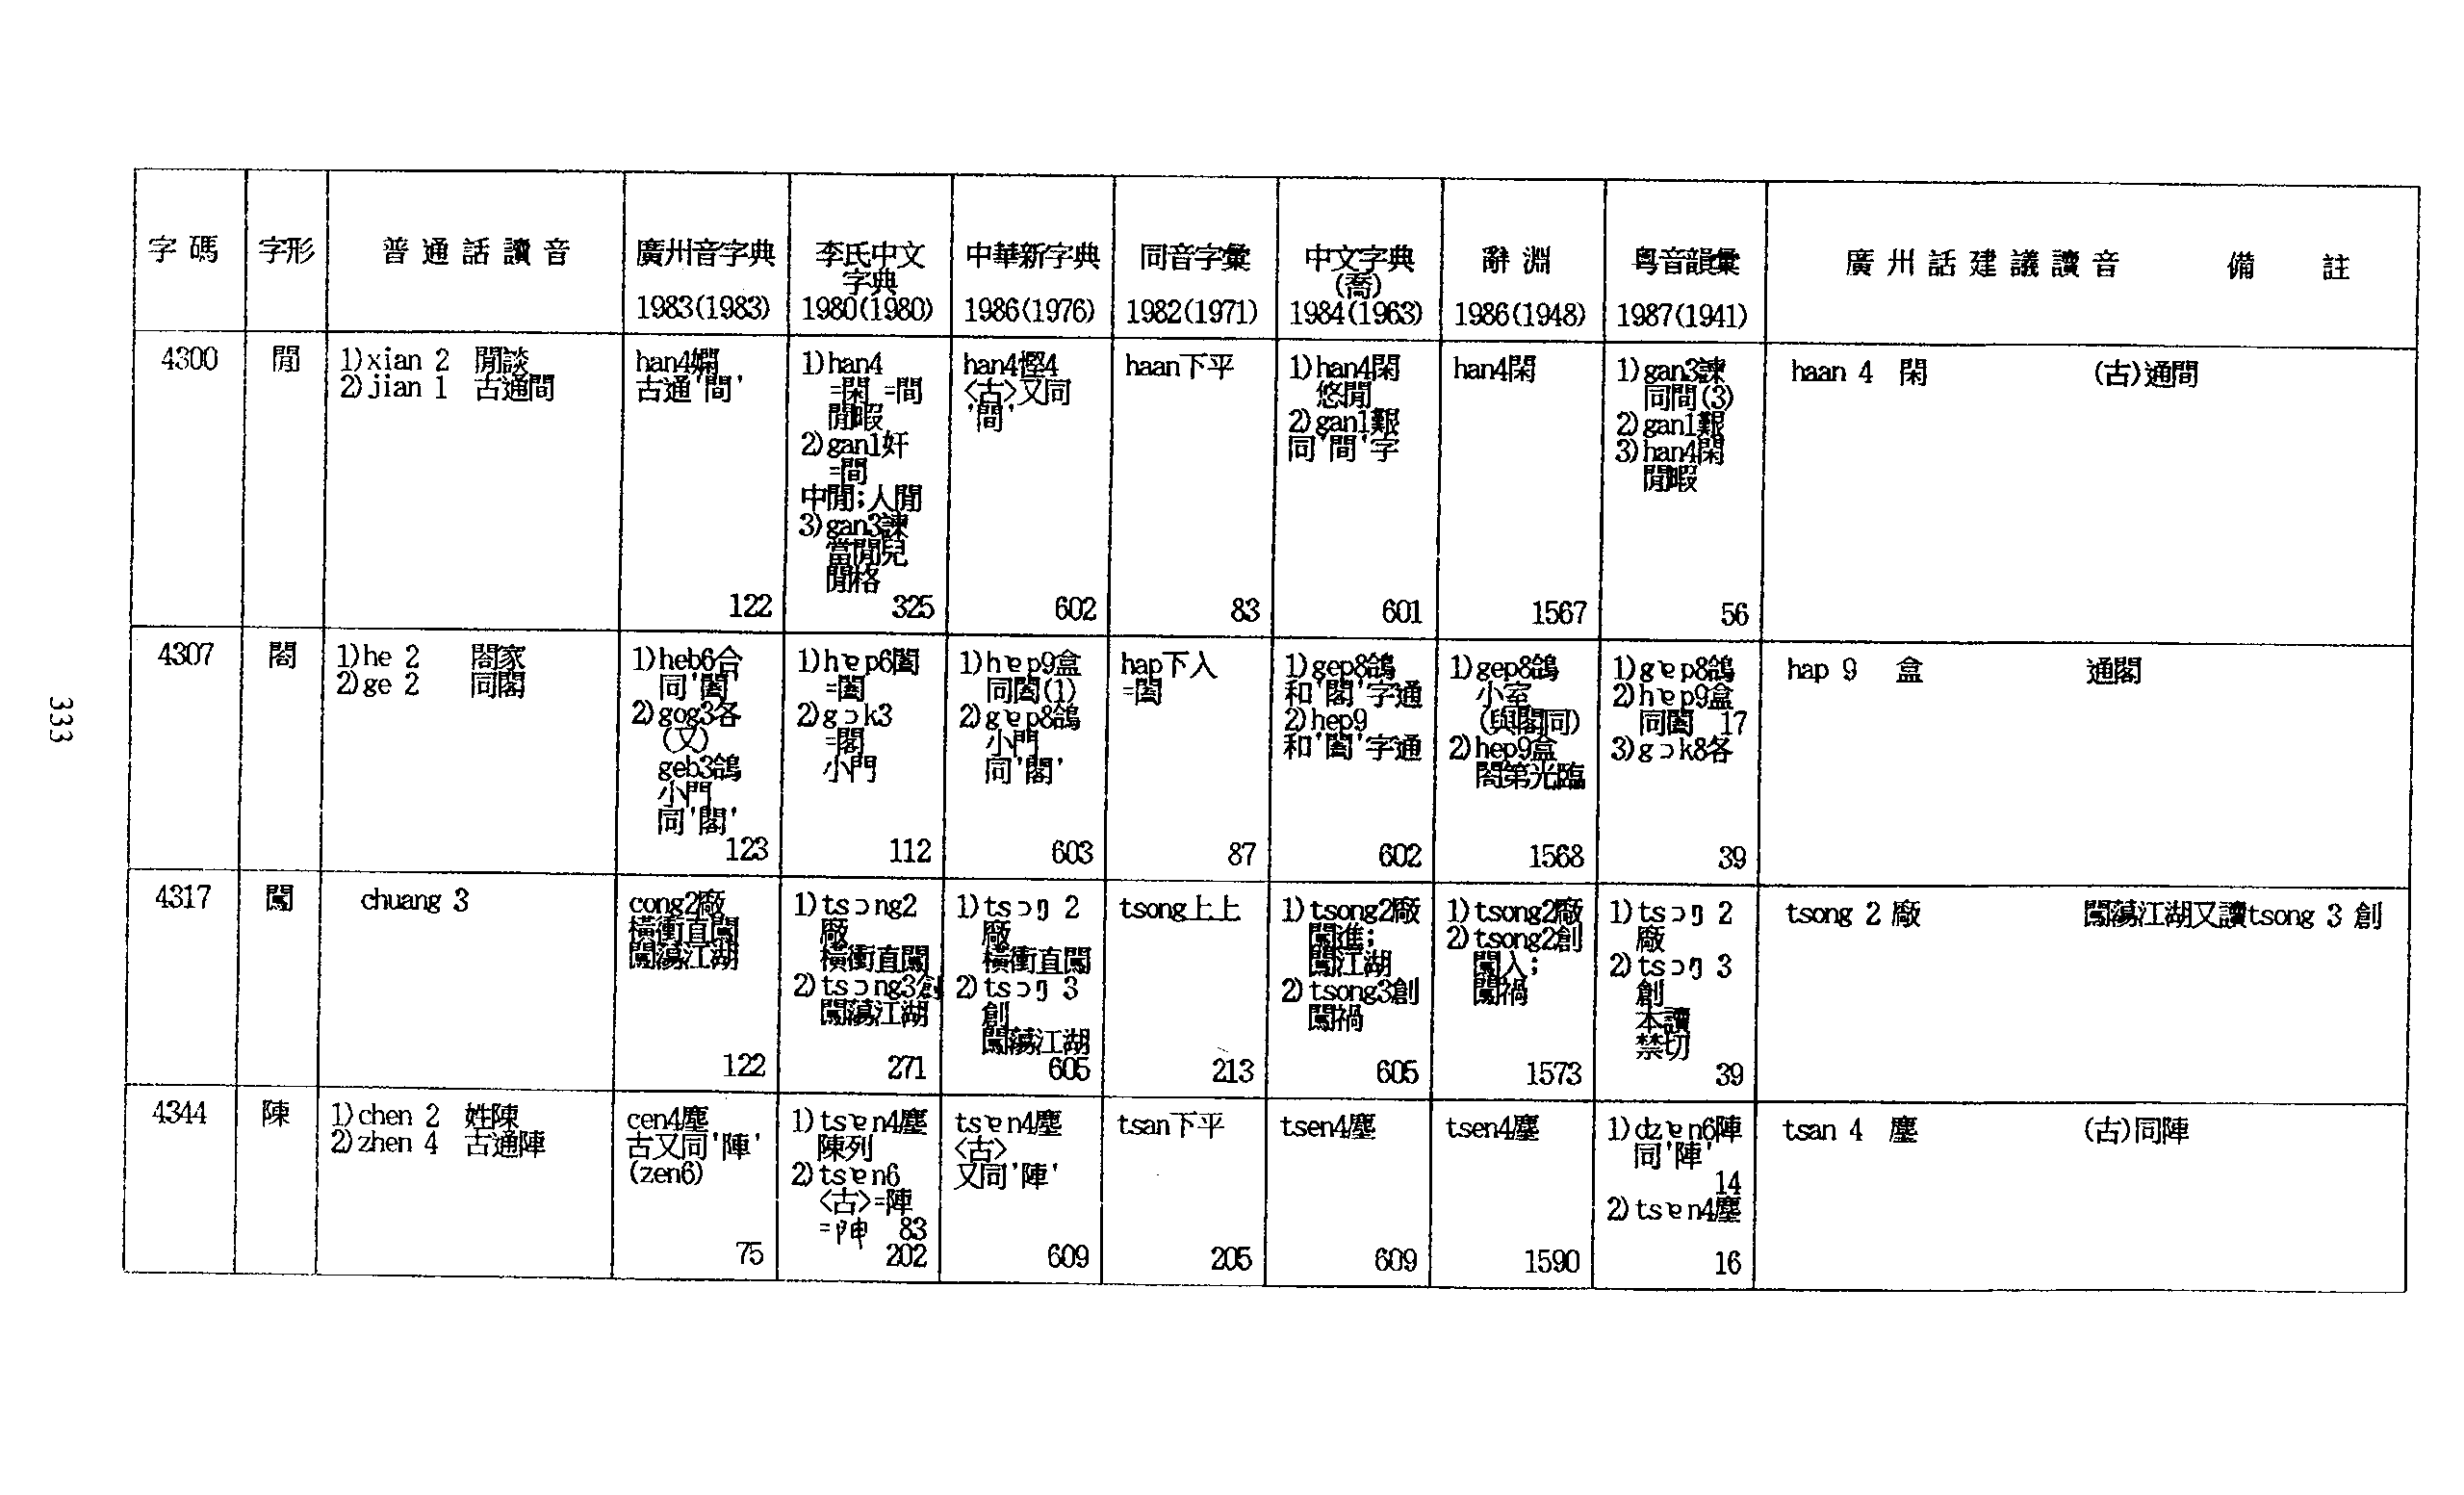 字 碼
字形
普 通 話 讀 音
廣州音字典
1983(1983)
李氏中文
字典
1980(1980)
中華新字典
1986(1976)
同音字彙
1982(1971)
中文字典
(喬)
1984(1963)
辭 淵
1986(1948)
粵音韻彙
1987(1941)
廣 州 話 建 議 讀 音
備 註
4300
閒
1)xian 2 閒談
2)jian 1 古通間
han4嫻
古通'間'
122
1)han4
=閑 =間
閒暇
2)gan1奸
=間
中閒;人閒
3)gan3諫
當閒兒
閒格
325
han4慳4
<古>又同
'間'
602
haan下平
83
1)han4閑
悠閒
2)gan1艱
同'間'字
601
han4閑
1567
1)gan3諫
同間(3)
2)gan1艱
3)han4閑
閒暇
56
haan 4 閑
(古)通間
4307
閤
1)he 2 閤家
2)ge 2 同閣
1)heb6合
同'闔'
2)gog3各
(又)
geb3鴿
小門
同'閣'
123
1)hɐp6闔
=闔
2)gɔk3
=閣
小門
112
1)hɐp9盒
同闔(1)
2)gɐp8鴿
小門
同'閣'
603
hap下入
=闔
87
1)gep8鴿
和'閣'字通
2)hep9
和'闔'字通
602
1)gep8鴿
小室
(與閣同)
2)hep9盒
閤第光臨
1568
1)gɐp8鴿
2)hɐp9盒
同闔 17
3)gɔk8各
39
hap 9 盒
通閣
4317
闖
chuang 3
cong2廠
橫衝直闖
闖蕩江湖
122
1)tsɔng2
廠
橫衝直闖
2)tsɔng3創
闖蕩江湖
271
1)tsɔŋ 2
廠
橫衝直闖
2)tsɔŋ 3
創
闖蕩江湖
605
tsong上上
213
1)tsong2廠
闖進;
闖江湖
2)tsong3創
闖禍
605
1)tsong2廠
2)tsong2創
闖入;
闖禍
1573
1)tsɔŋ 2
廠
2)tsɔŋ 3
創
本讀
禁切
39
tsong 2 廠
闖蕩江湖又讀tsong 3 創
4344
陳
1)chen 2 姓陳
2)zhen 4 古通陣
cen4塵
古又同'陣'
(zen6)
75
1)tsɐn4塵
陳列
2)tsɐn6
<古>=陣
=阵 83
202
tsɐn4塵
<古>
又同'陣'
609
tsan下平
205
tsen4塵
609
tsen4塵
1590
1)dzɐn6陣
同'陣'
14
2)tsɐn4塵
16
tsan 4 塵
(古)同陣
333